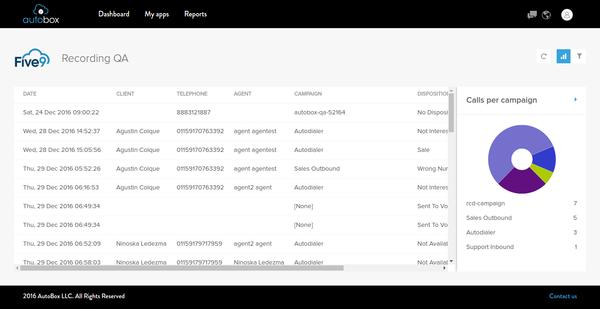 autobox
Dashboard My apps Reports
Five9 Recording QA
DATE CLIENT TELEPHONE AGENT CAMPAIGN DISPOSITION
Sat, 24 Dec 2016 09:00:22 8883121887 autobox-qa-52164 No Disposi
Wed, 28 Dec 2016 14:52:37 Agustin Colque 01159170763392 agent agentest Autodialer Not Interes
Wed, 28 Dec 2016 15:05:56 Agustin Colque 01159170763392 agent agentest Autodialer Sale
Thu, 29 Dec 2016 05:52:26 Agustin Colque 01159170763392 agent agentest Sales Outbound Wrong Nur
Thu, 29 Dec 2016 06:16:53 Agustin Colque 01159170763392 agent2 agent Autodialer Not Interes
Thu, 29 Dec 2016 06:49:34 [None] Sent To Vo
Thu, 29 Dec 2016 06:49:34 [None] Sent To Vo
Thu, 29 Dec 2016 06:52:09 Ninoska Ledezma 01159179717959 agent2 agent Autodialer Not Availat
Thu, 29 Dec 2016 06:58:03 Ninoska Ledezma 01159179717959 Ninoska Ledezma Autodialer Not Availat
Calls per campaign
rcd-campaign 7
Sales Outbound 5
Autodialer 3
Support Inbound 1
2016 AutoBox LLC. All Rights Reserved Contact us